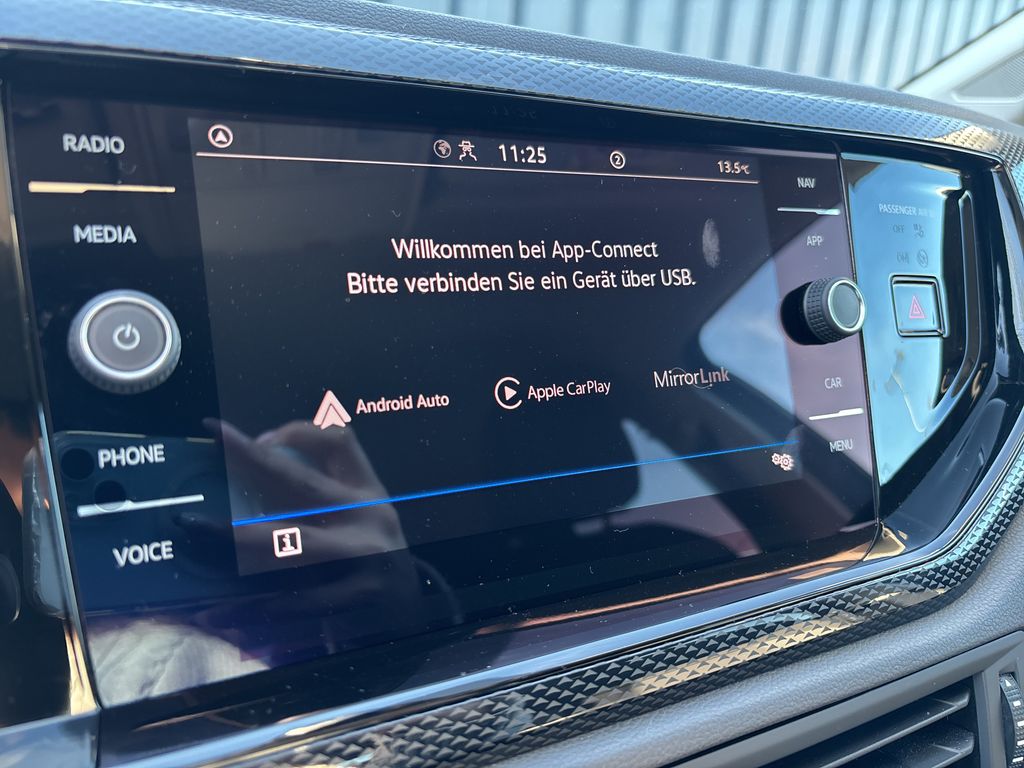 RADIO
MEDIA
PHONE
VOICE
11:25
2
13.5°C
Willkommen bei App-Connect
Bitte verbinden Sie ein Gerät über USB.
Android Auto
Apple CarPlay
MirrorLink
i
NAV
APP
CAR
MENU
PASSENGER AIR
OFF